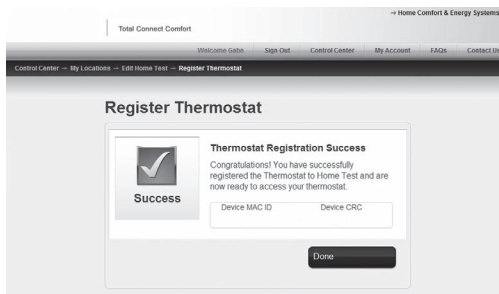 → Home Comfort & Energy Systems
Total Connect Comfort
Welcome Gabe Sign Out Control Center My Account FAQs Contact Us
Control Center → My Locations → Edit Home Test → Register Thermostat
Register Thermostat
Success
Thermostat Registration Success
Congratulations! You have successfully
registered the Thermostat to Home Test and are
now ready to access your thermostat.
Device MAC ID Device CRC
Done